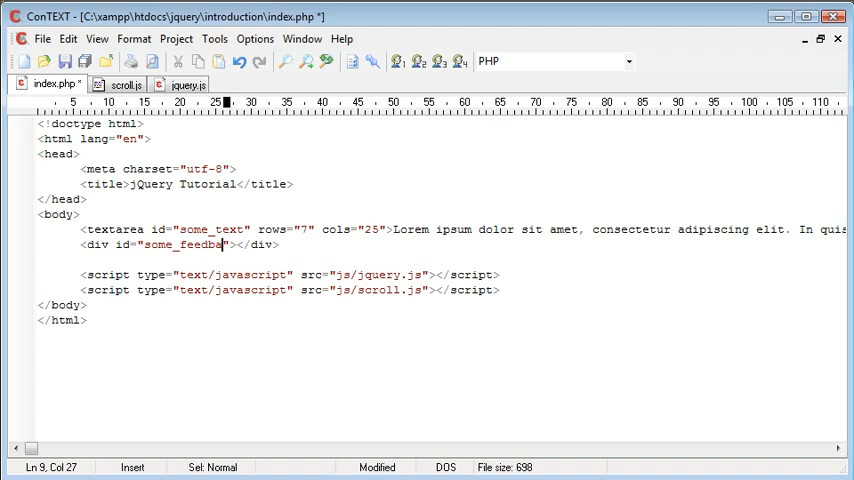 ConTEXT - [C:\xampp\htdocs\jquery\introduction\index.php *]
File Edit View Format Project Tools Options Window Help
1 2 3 4 PHP
index.php * scroll.js jquery.js
5 10 15 20 25 30 35 40 45 50 55 60 65 70 75 80 85 90 95 100 105 110
<!doctype html>
<html lang="en">
<head>
<meta charset="utf-8">
<title>jQuery Tutorial</title>
</head>
<body>
<textarea id="some_text" rows="7" cols="25">Lorem ipsum dolor sit amet, consectetur adipiscing elit. In quis
<div id="some_feedba"></div>
<script type="text/javascript" src="js/jquery.js"></script>
<script type="text/javascript" src="js/scroll.js"></script>
</body>
</html>
Ln 9, Col 27 Insert Sel: Normal Modified DOS File size: 698